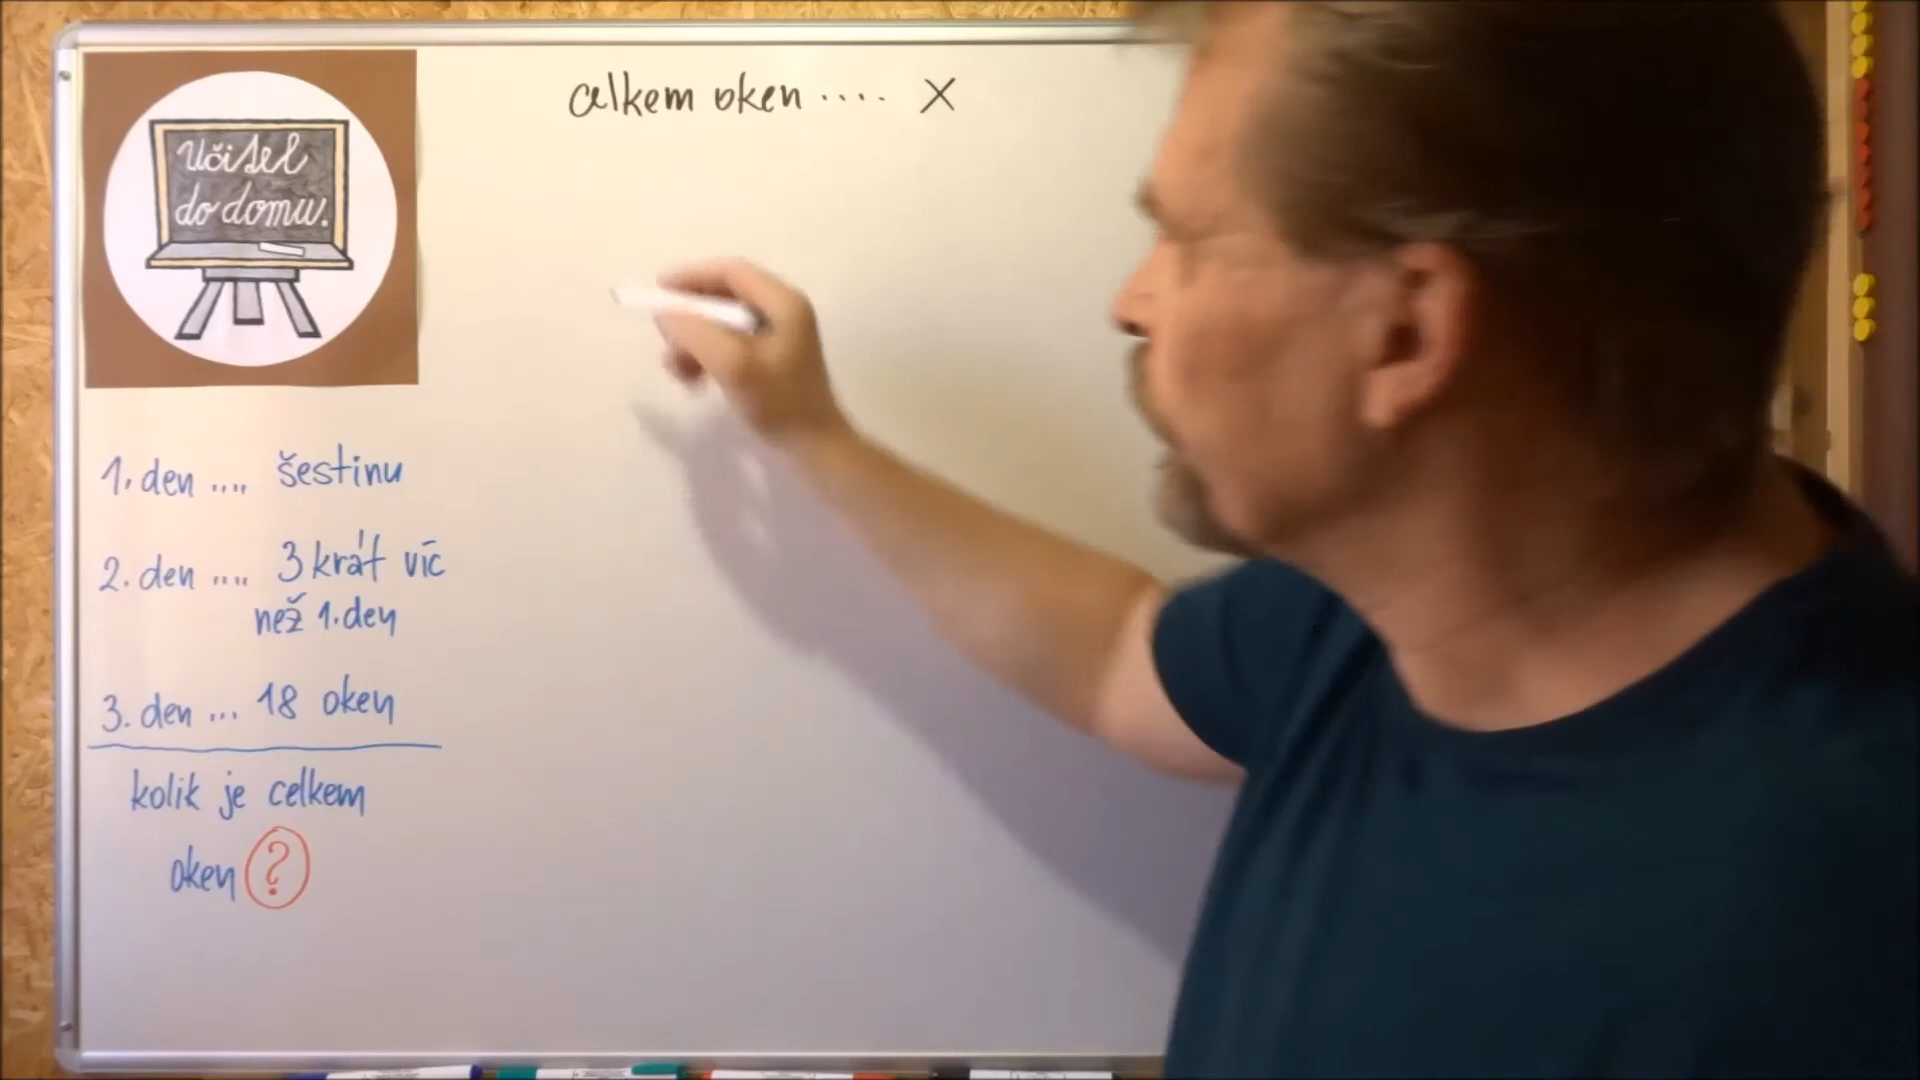 Učitel
do domu.
celkem oken .... x
1. den .... šestinu
2. den .... 3 krát víc
než 1. den
3. den ... 18 oken
kolik je celkem
oken ?